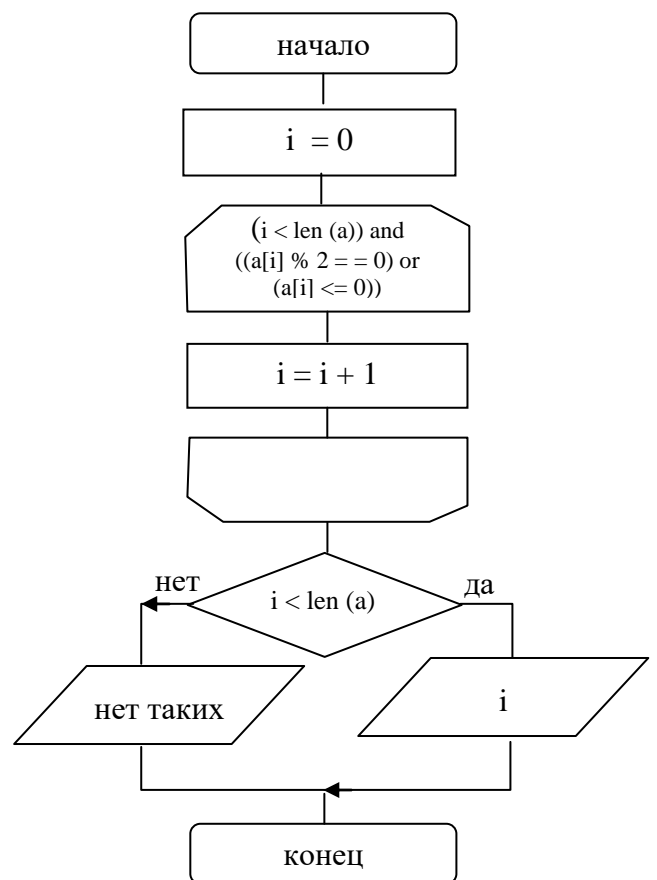 начало
i = 0
(i < len (a)) and
((a[i] % 2 = = 0) or
(a[i] <= 0))
i = i + 1
нет
i < len (a)
да
нет таких
i
конец